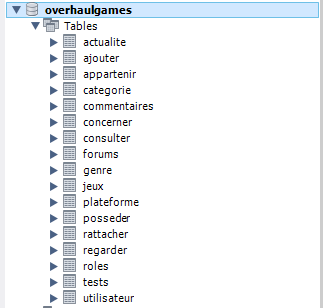 overhaulgames
Tables
actualite
ajouter
appartenir
categorie
commentaires
concerner
consulter
forums
genre
jeux
plateforme
posseder
rattacher
regarder
roles
tests
utilisateur